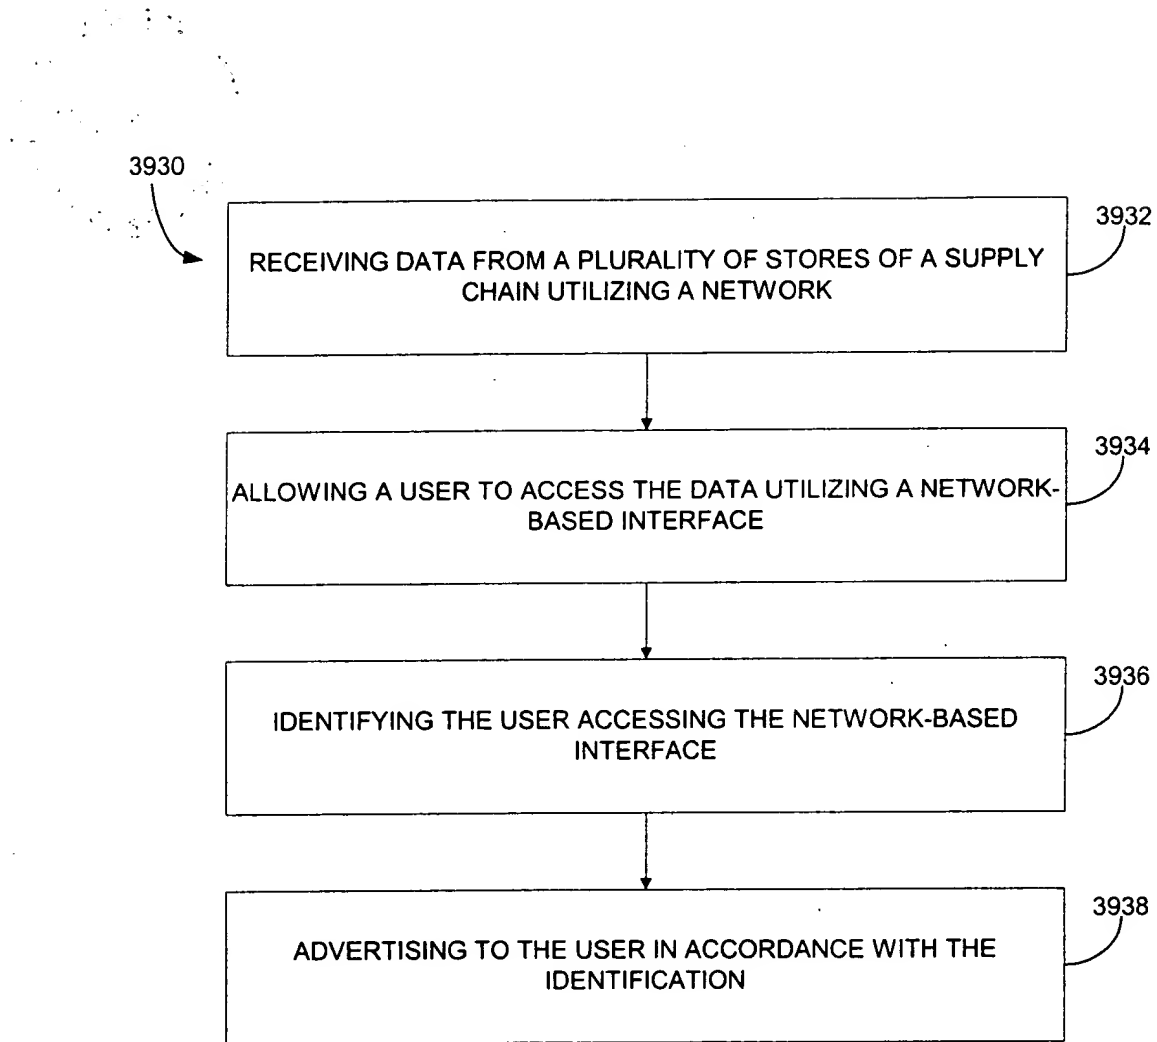 3930
3932
RECEIVING DATA FROM A PLURALITY OF STORES OF A SUPPLY
CHAIN UTILIZING A NETWORK
3934
ALLOWING A USER TO ACCESS THE DATA UTILIZING A NETWORK-
BASED INTERFACE
3936
IDENTIFYING THE USER ACCESSING THE NETWORK-BASED
INTERFACE
3938
ADVERTISING TO THE USER IN ACCORDANCE WITH THE
IDENTIFICATION